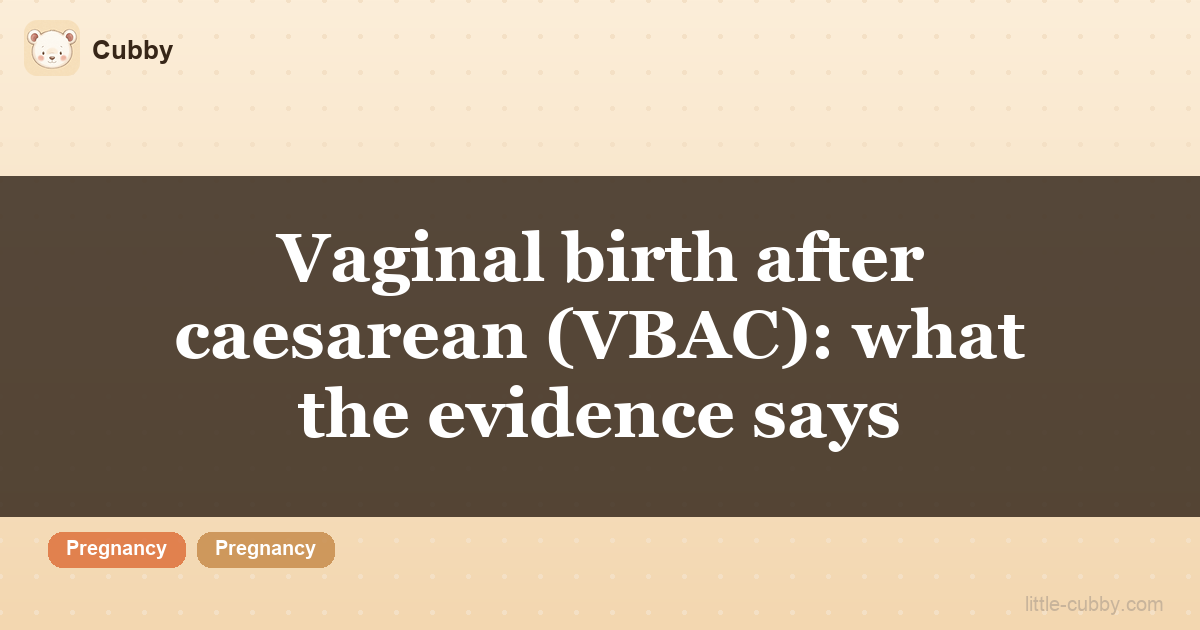 Cubby
Vaginal birth after
caesarean (VBAC): what
the evidence says
Pregnancy
Pregnancy
little-cubby.com